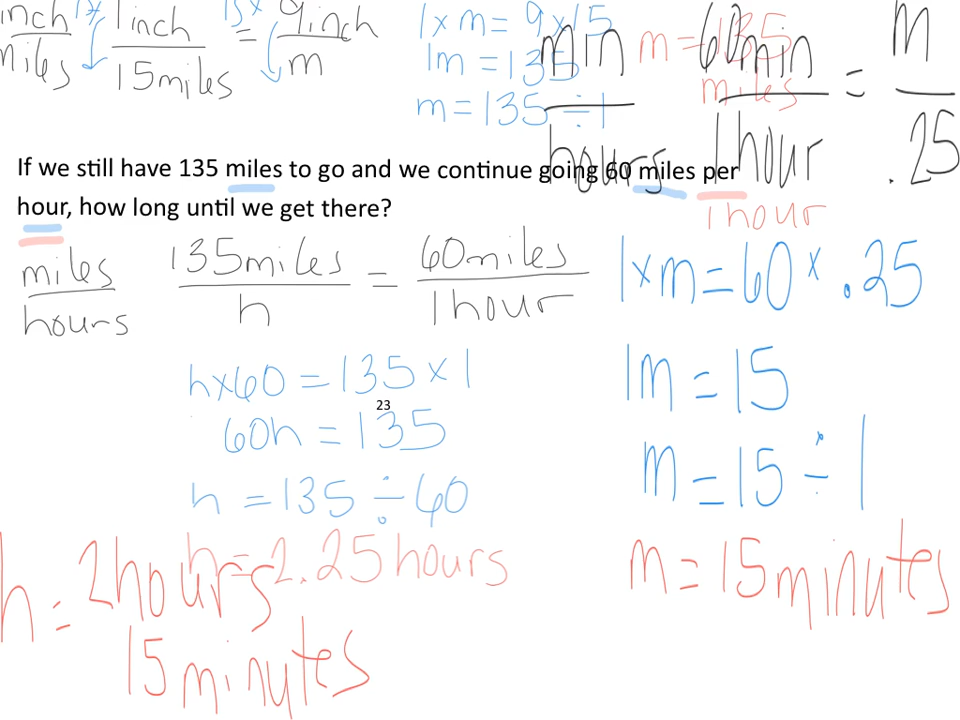 inch/miles 1 inch/15 miles = 9 inch/m
15×
1 x m = 9 x 15
1m = 135
m = 135 ÷ 1
m = 135 miles
min/hours 60 min/1 hour = m/.25
If we still have 135 miles to go and we continue going 60 miles per
hour, how long until we get there?
1 hour
miles/hours 135 miles/h = 60 miles/1 hour
h x 60 = 135 x 1
23
60h = 135
h = 135 ÷ 60
h = 2.25 hours
h = 2 hours
15 minutes
1 x m = 60 x .25
1m = 15
m = 15 ÷ 1
m = 15 minutes